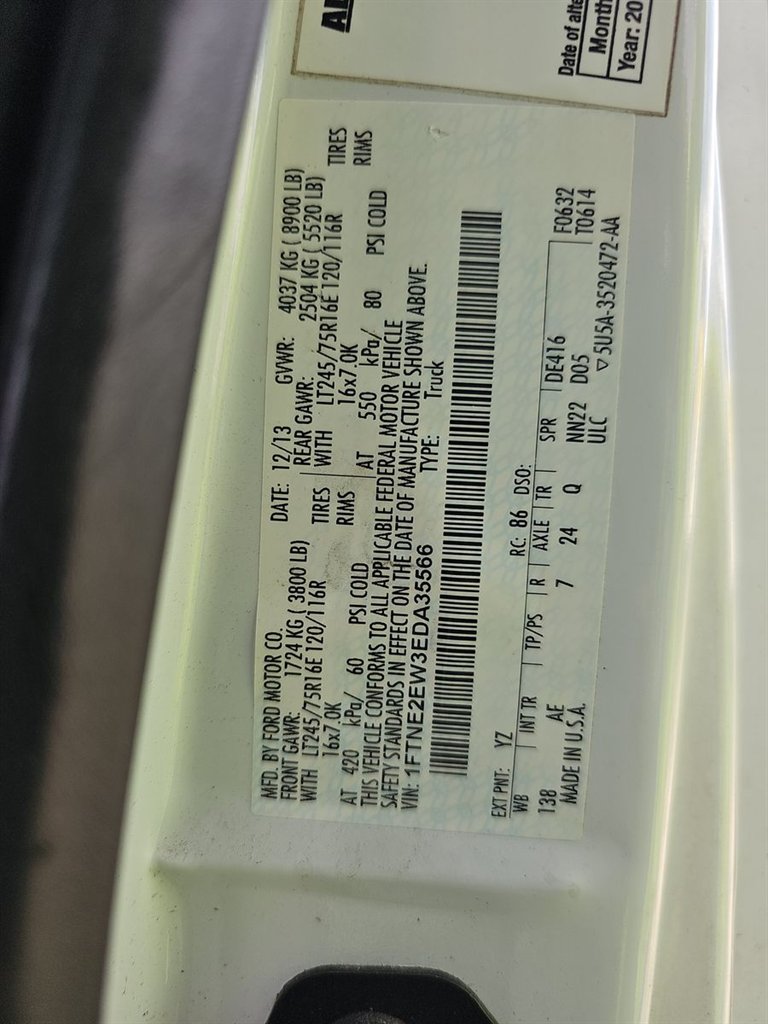 AL
Date of alte
Month
Year: 20
MFD. BY FORD MOTOR CO. DATE: 12/13 GVWR: 4037 KG ( 8900 LB)
FRONT GAWR: 1724 KG ( 3800 LB) REAR GAWR: 2504 KG ( 5520 LB)
WITH LT245/75R16E 120/116R TIRES WITH LT245/75R16E 120/116R TIRES
16x7.0K RIMS 16x7.0K RIMS
AT 420 kPa/ 60 PSI COLD AT 550 kPa/ 80 PSI COLD
THIS VEHICLE CONFORMS TO ALL APPLICABLE FEDERAL MOTOR VEHICLE
SAFETY STANDARDS IN EFFECT ON THE DATE OF MANUFACTURE SHOWN ABOVE.
VIN: 1FTNE2EW3EDA35566 TYPE: Truck
EXT PNT: YZ RC: 86 DSO: F0632
WB INT TR TP/PS R AXLE TR SPR DE416 T0614
138 AE 7 24 Q NN22 D05
MADE IN U.S.A. ULC ▽5U5A-3520472-AA